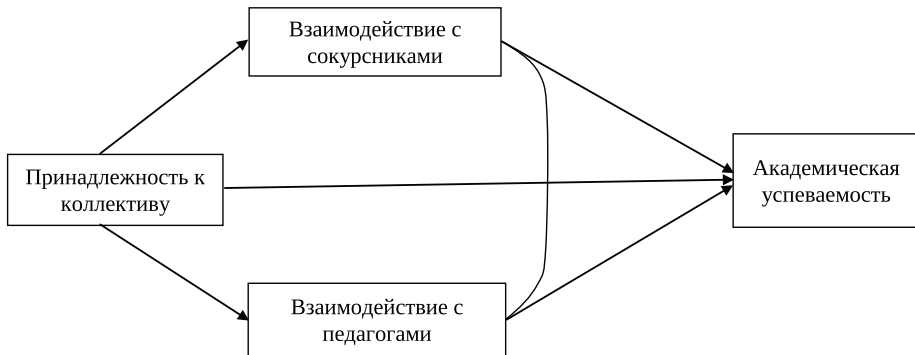 Взаимодействие с
сокурсниками
Принадлежность к
коллективу
Академическая
успеваемость
Взаимодействие с
педагогами